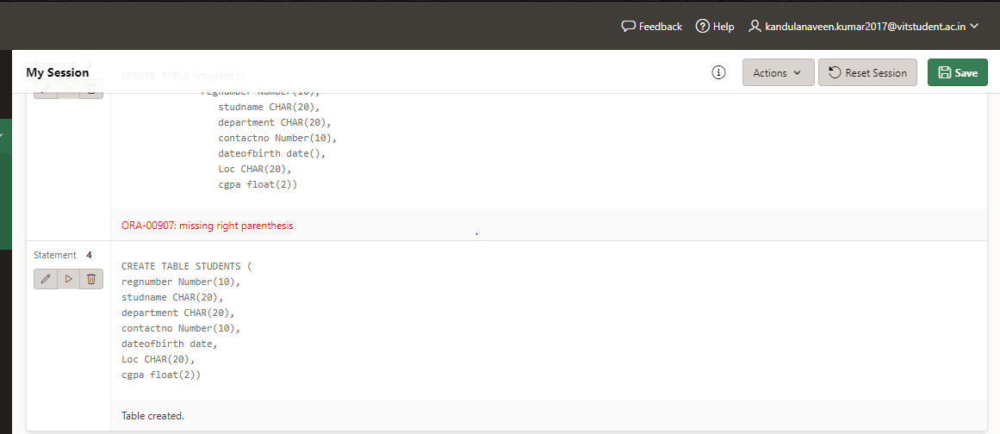 Feedback Help kandulanaveen.kumar2017@vitstudent.ac.in
My Session Actions Reset Session Save
CREATE TABLE students(
regnumber Number(10),
studname CHAR(20),
department CHAR(20),
contactno Number(10),
dateofbirth date(),
Loc CHAR(20),
cgpa float(2))
ORA-00907: missing right parenthesis
Statement 4
CREATE TABLE STUDENTS (
regnumber Number(10),
studname CHAR(20),
department CHAR(20),
contactno Number(10),
dateofbirth date,
Loc CHAR(20),
cgpa float(2))
Table created.